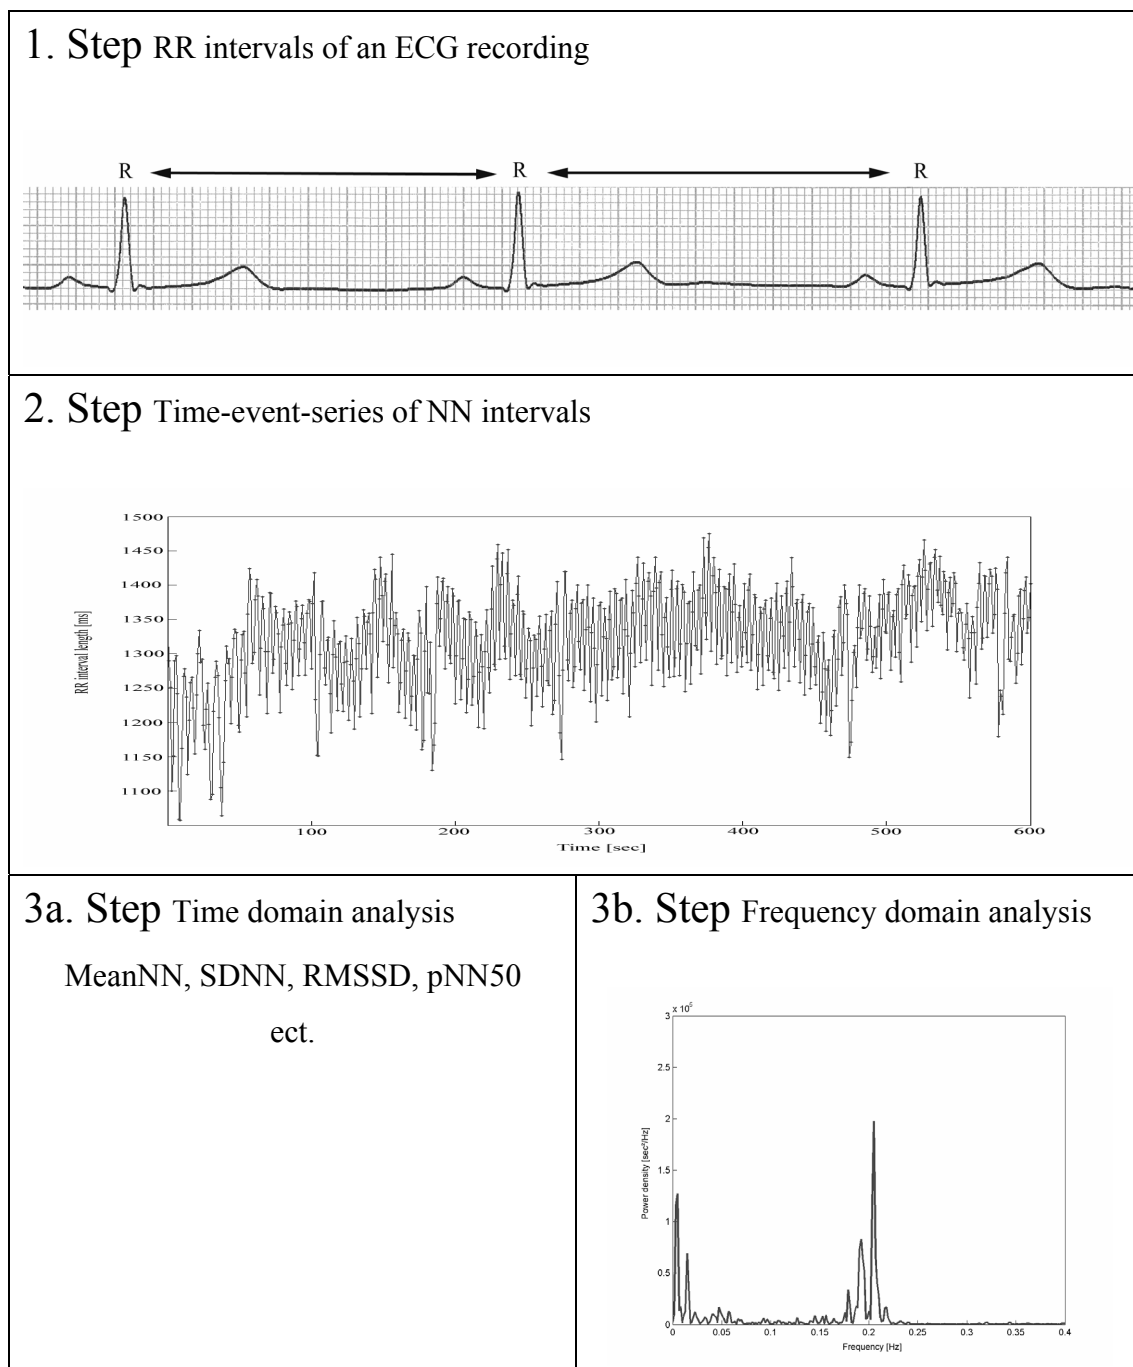 1. Step RR intervals of an ECG recording
R R R
2. Step Time-event-series of NN intervals
1500
1450
1400
1350
1300
1250
1200
1150
1100
RR interval length [ms]
100 200 300 400 500 600
Time [sec]
3a. Step Time domain analysis
MeanNN, SDNN, RMSSD, pNN50
ect.
3b. Step Frequency domain analysis
x 10⁵
3
2.5
2
1.5
1
0.5
0
Power density [sec²/Hz]
0 0.05 0.1 0.15 0.2 0.25 0.3 0.35 0.4
Frequency [Hz]